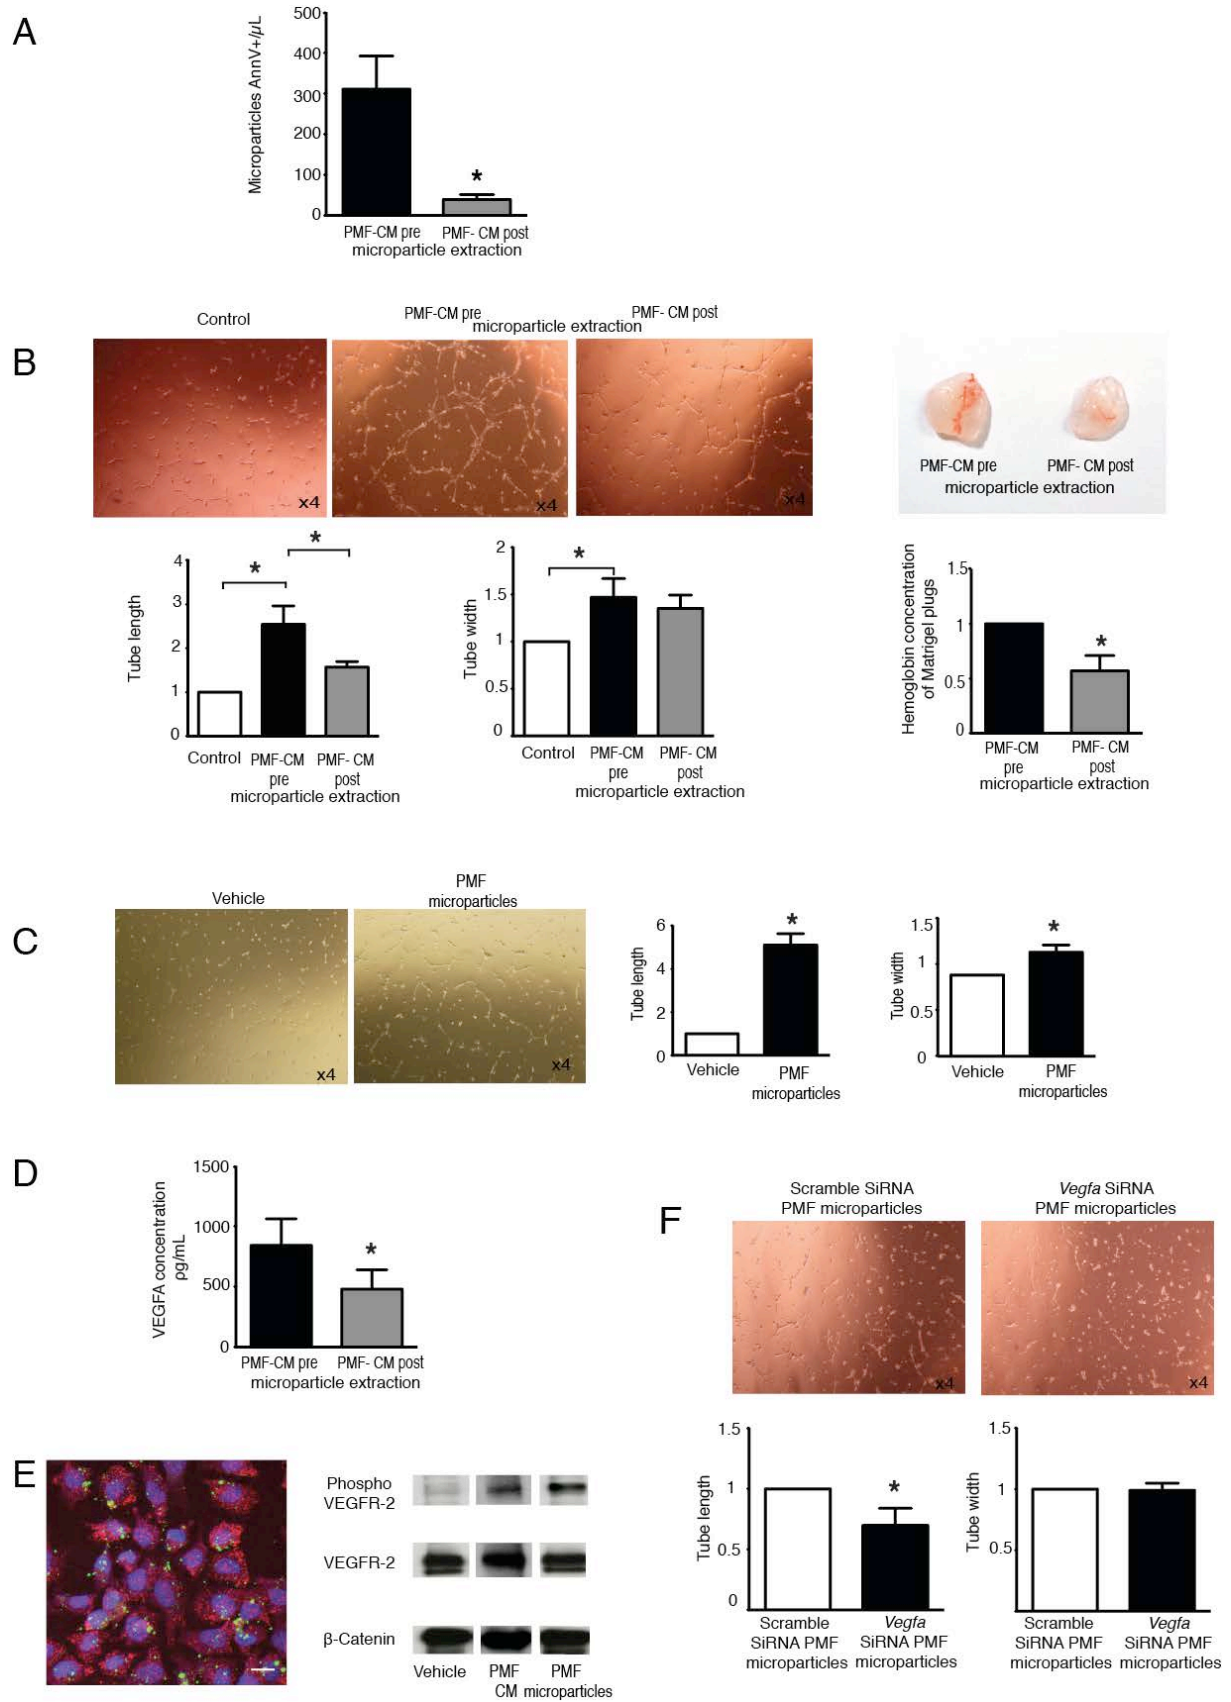 A
Microparticles AnnV+/µL
500
400
300
200
100
0
*
PMF-CM pre PMF- CM post
microparticle extraction
B
Control
PMF-CM pre PMF- CM post
microparticle extraction
x4
x4
x4
PMF-CM pre PMF- CM post
microparticle extraction
Tube length
4
3
2
1
0
*
*
Control PMF-CM PMF- CM
pre post
microparticle extraction
Tube width
2
1.5
1
0.5
0
*
Control PMF-CM PMF- CM
pre post
microparticle extraction
Hemoglobin concentration
of Matrigel plugs
1.5
1
0.5
0
*
PMF-CM PMF- CM
pre post
microparticle extraction
C
Vehicle
PMF
microparticles
x4
x4
Tube length
6
4
2
0
*
Vehicle PMF
microparticles
Tube width
1.5
1
0.5
0
*
Vehicle PMF
microparticles
D
VEGFA concentration
ρg/mL
1500
1000
500
0
*
PMF-CM pre PMF- CM post
microparticle extraction
E
Phospho
VEGFR-2
VEGFR-2
β-Catenin
Vehicle PMF PMF
CM microparticles
F
Scramble SiRNA
PMF microparticles
Vegfa SiRNA
PMF microparticles
x4
x4
Tube length
1.5
1
0.5
0
*
Scramble Vegfa
SiRNA PMF SiRNA PMF
microparticles microparticles
Tube width
1.5
1
0.5
Scramble Vegfa
SiRNA PMF SiRNA PMF
microparticles microparticles